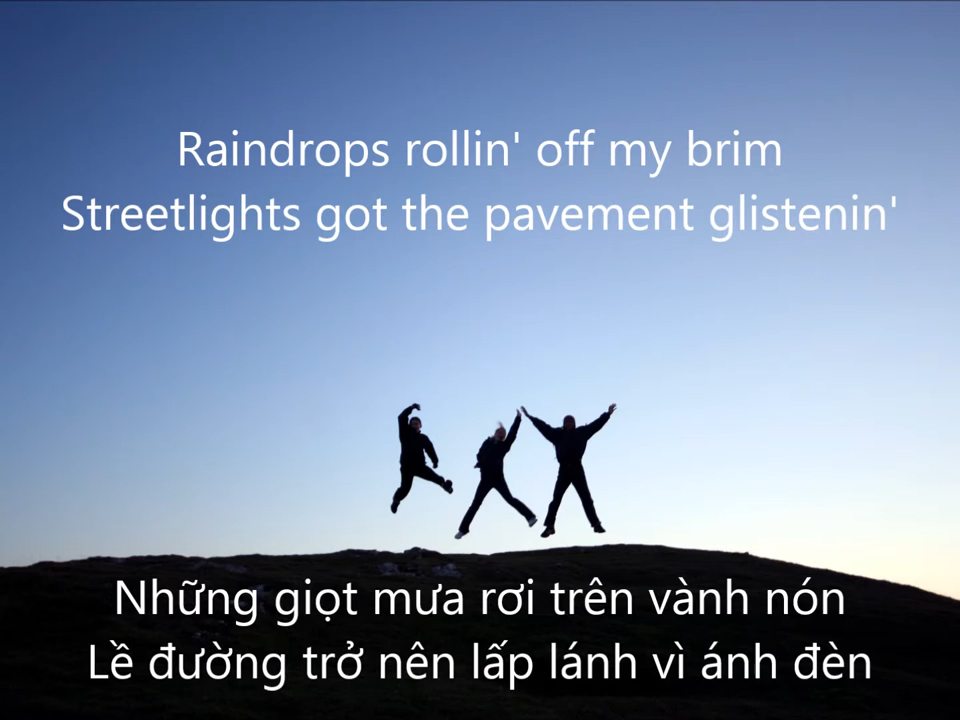 Raindrops rollin' off my brim
Streetlights got the pavement glistenin'
Những giọt mưa rơi trên vành nón
Lề đường trở nên lấp lánh vì ánh đèn